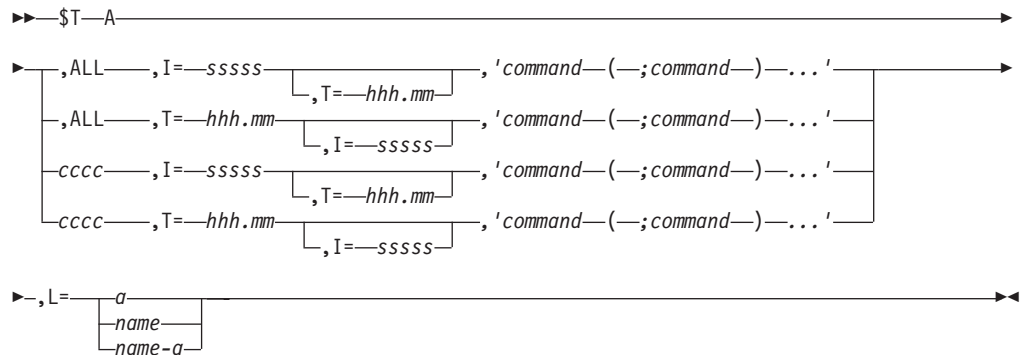 $T A
,ALL ,I= sssss ,T= hhh.mm ,'command ( ;command ) ...'
,ALL ,T= hhh.mm ,I= sssss ,'command ( ;command ) ...'
cccc ,I= sssss ,T= hhh.mm ,'command ( ;command ) ...'
cccc ,T= hhh.mm ,I= sssss ,'command ( ;command ) ...'
,L= a
name
name-a